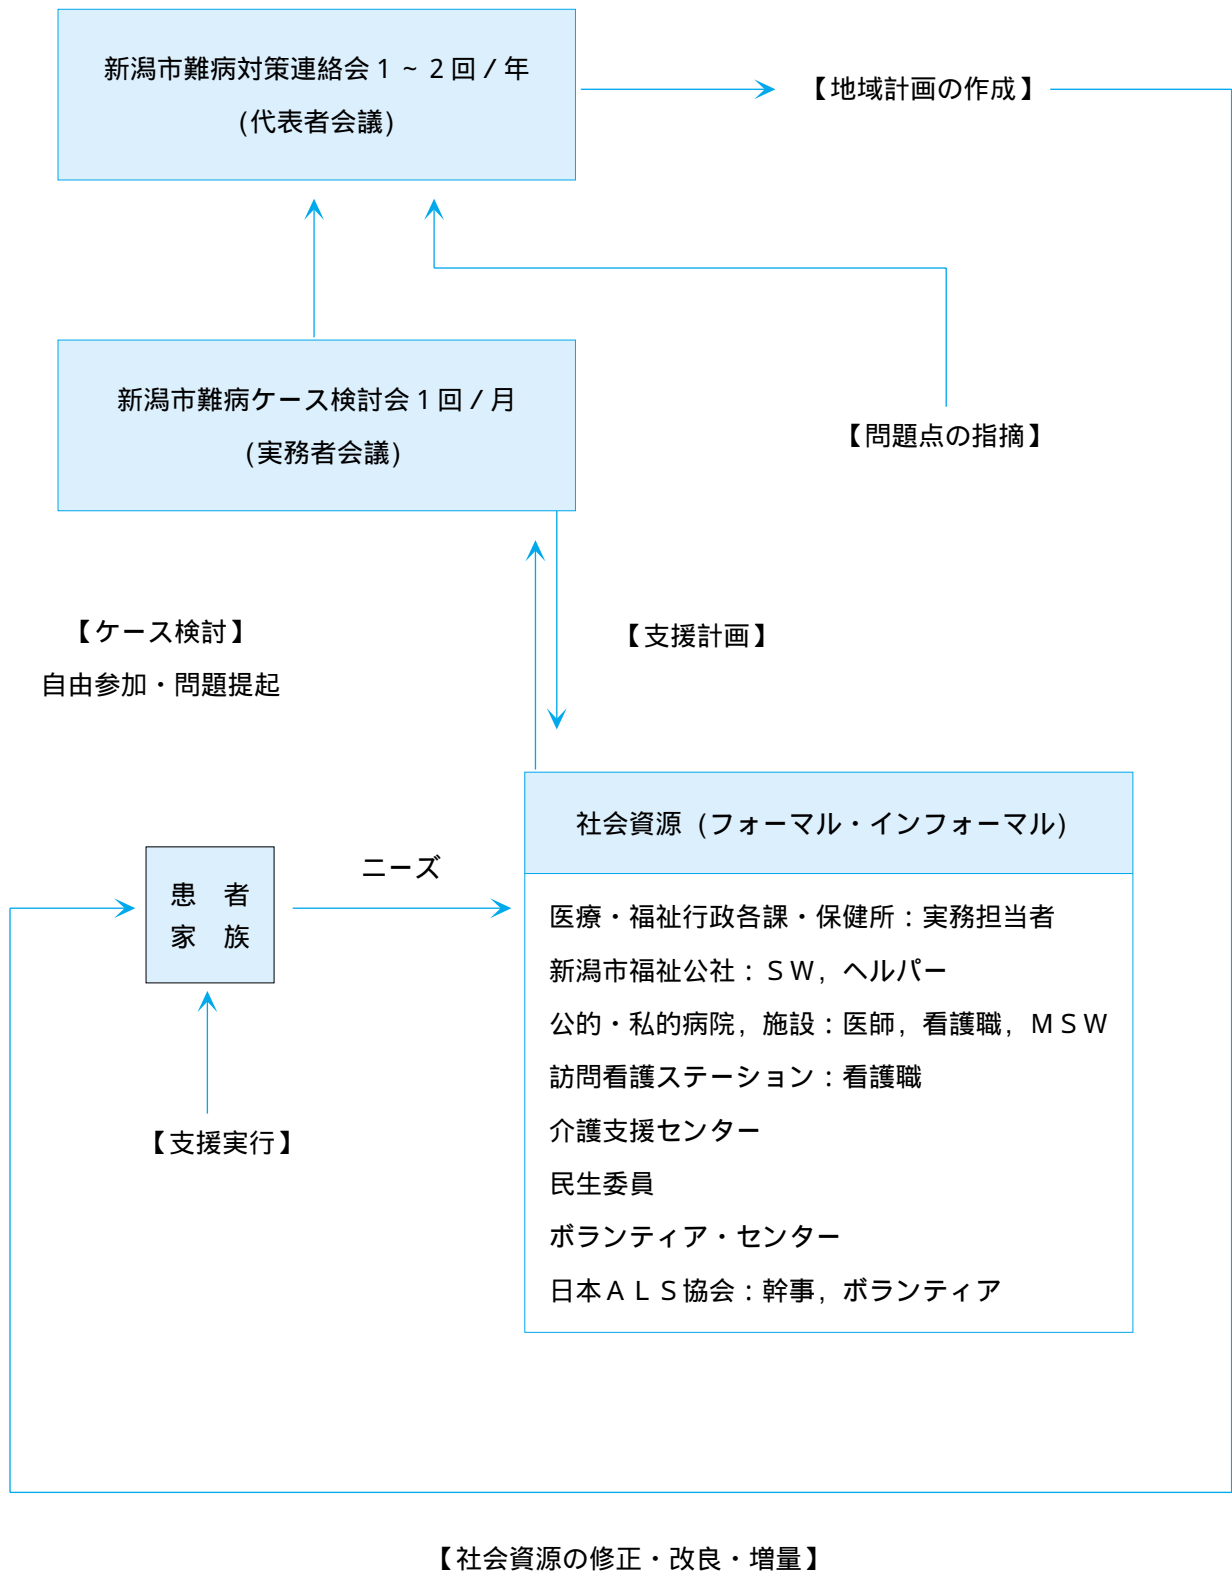 新潟市難病対策連絡会１～２回／年
(代表者会議)
【地域計画の作成】
新潟市難病ケース検討会１回／月
(実務者会議)
【問題点の指摘】
【ケース検討】
自由参加・問題提起
【支援計画】
社会資源 (フォーマル・インフォーマル)
患　者
家　族
ニーズ
医療・福祉行政各課・保健所：実務担当者
新潟市福祉公社：ＳＷ，ヘルパー
公的・私的病院，施設：医師，看護職，ＭＳＷ
訪問看護ステーション：看護職
介護支援センター
民生委員
ボランティア・センター
日本ＡＬＳ協会：幹事，ボランティア
【支援実行】
【社会資源の修正・改良・増量】